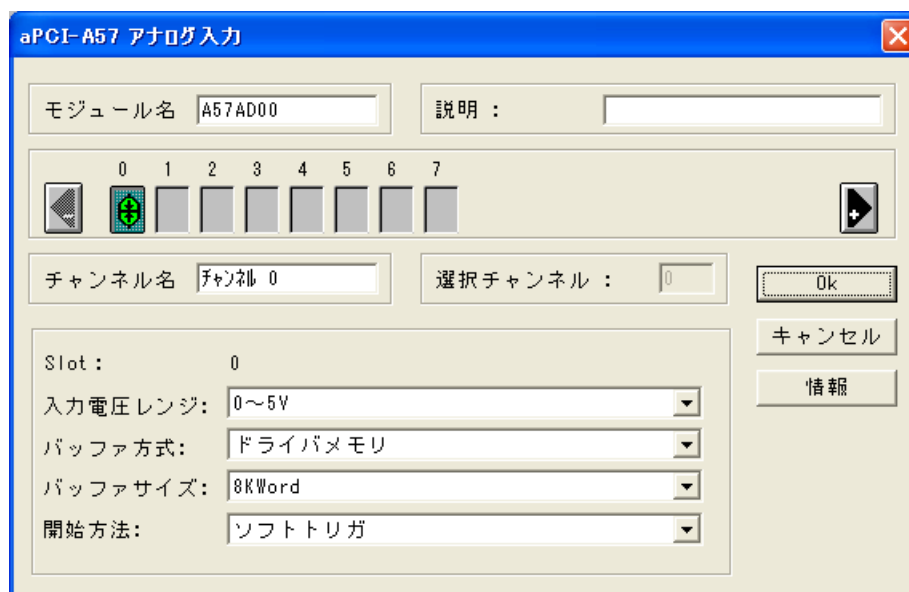 aPCI-A57 アナログ入力
モジュール名 A57AD00 説明 :
0 1 2 3 4 5 6 7
チャンネル名 ﾁｬﾝﾈﾙ 0 選択チャンネル : 0
Ok
キャンセル
情報
Slot : 0
入力電圧レンジ: 0～5V
バッファ方式: ドライバメモリ
バッファサイズ: 8KWord
開始方法: ソフトトリガ